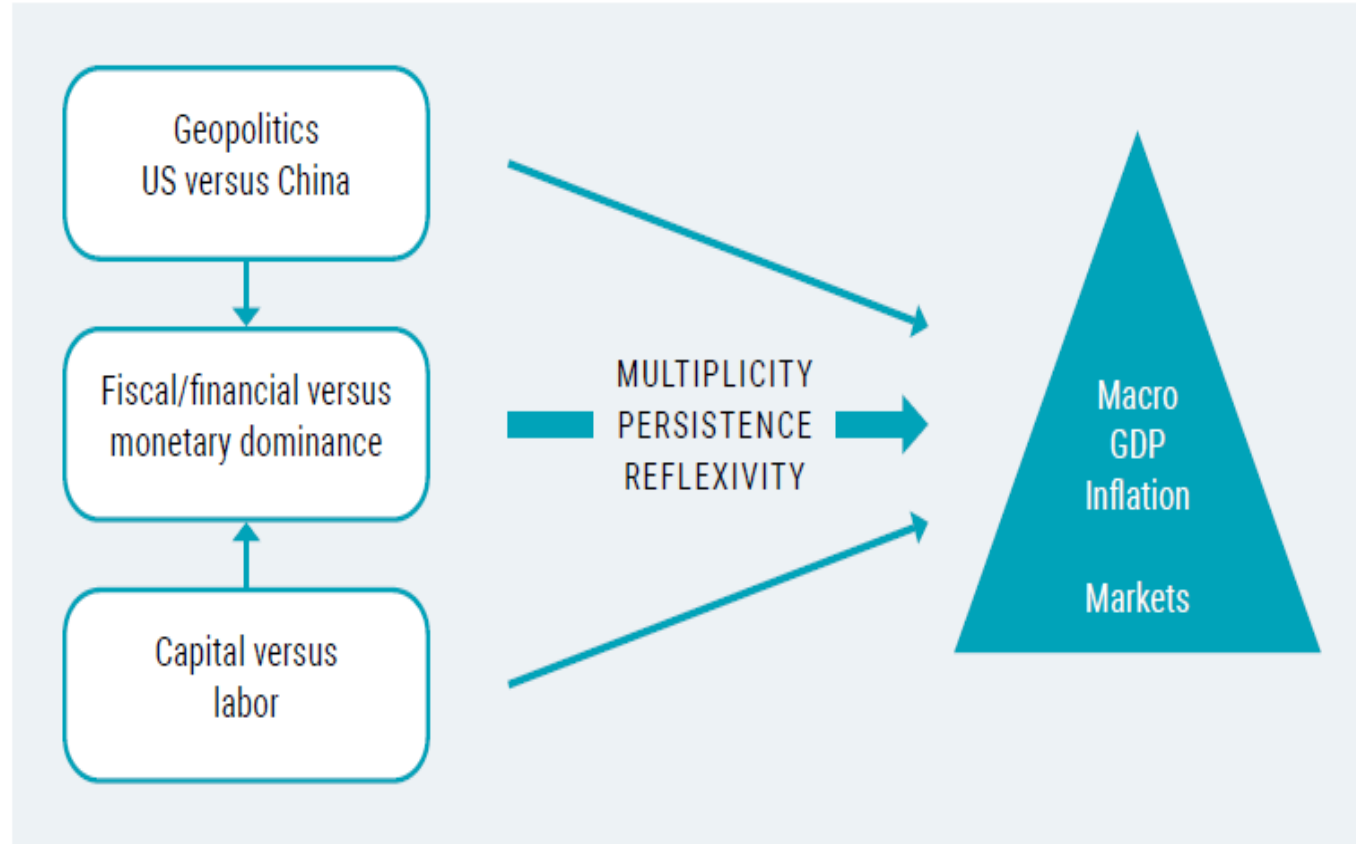 Geopolitics
US versus China
Fiscal/financial versus
monetary dominance
Capital versus
labor
MULTIPLICITY
PERSISTENCE
REFLEXIVITY
Macro
GDP
Inflation
Markets